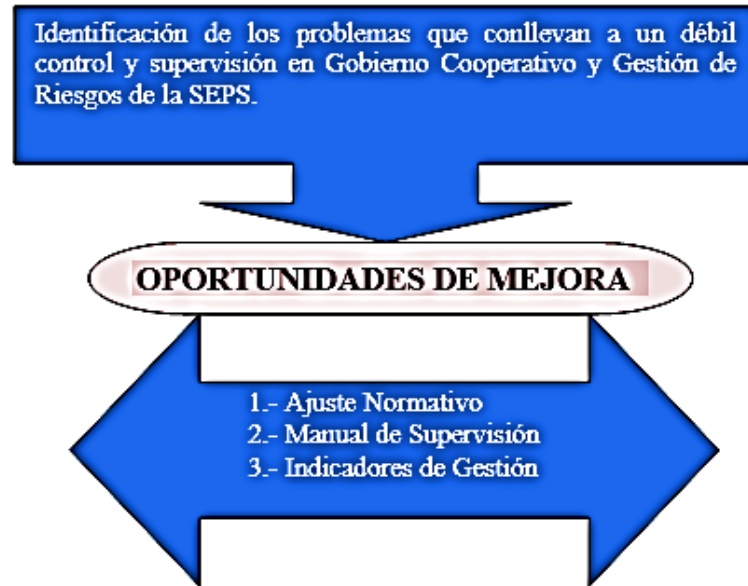 Identificación de los problemas que conllevan a un débil
control y supervisión en Gobierno Cooperativo y Gestión de
Riesgos de la SEPS.
OPORTUNIDADES DE MEJORA
1.- Ajuste Normativo
2.- Manual de Supervisión
3.- Indicadores de Gestión